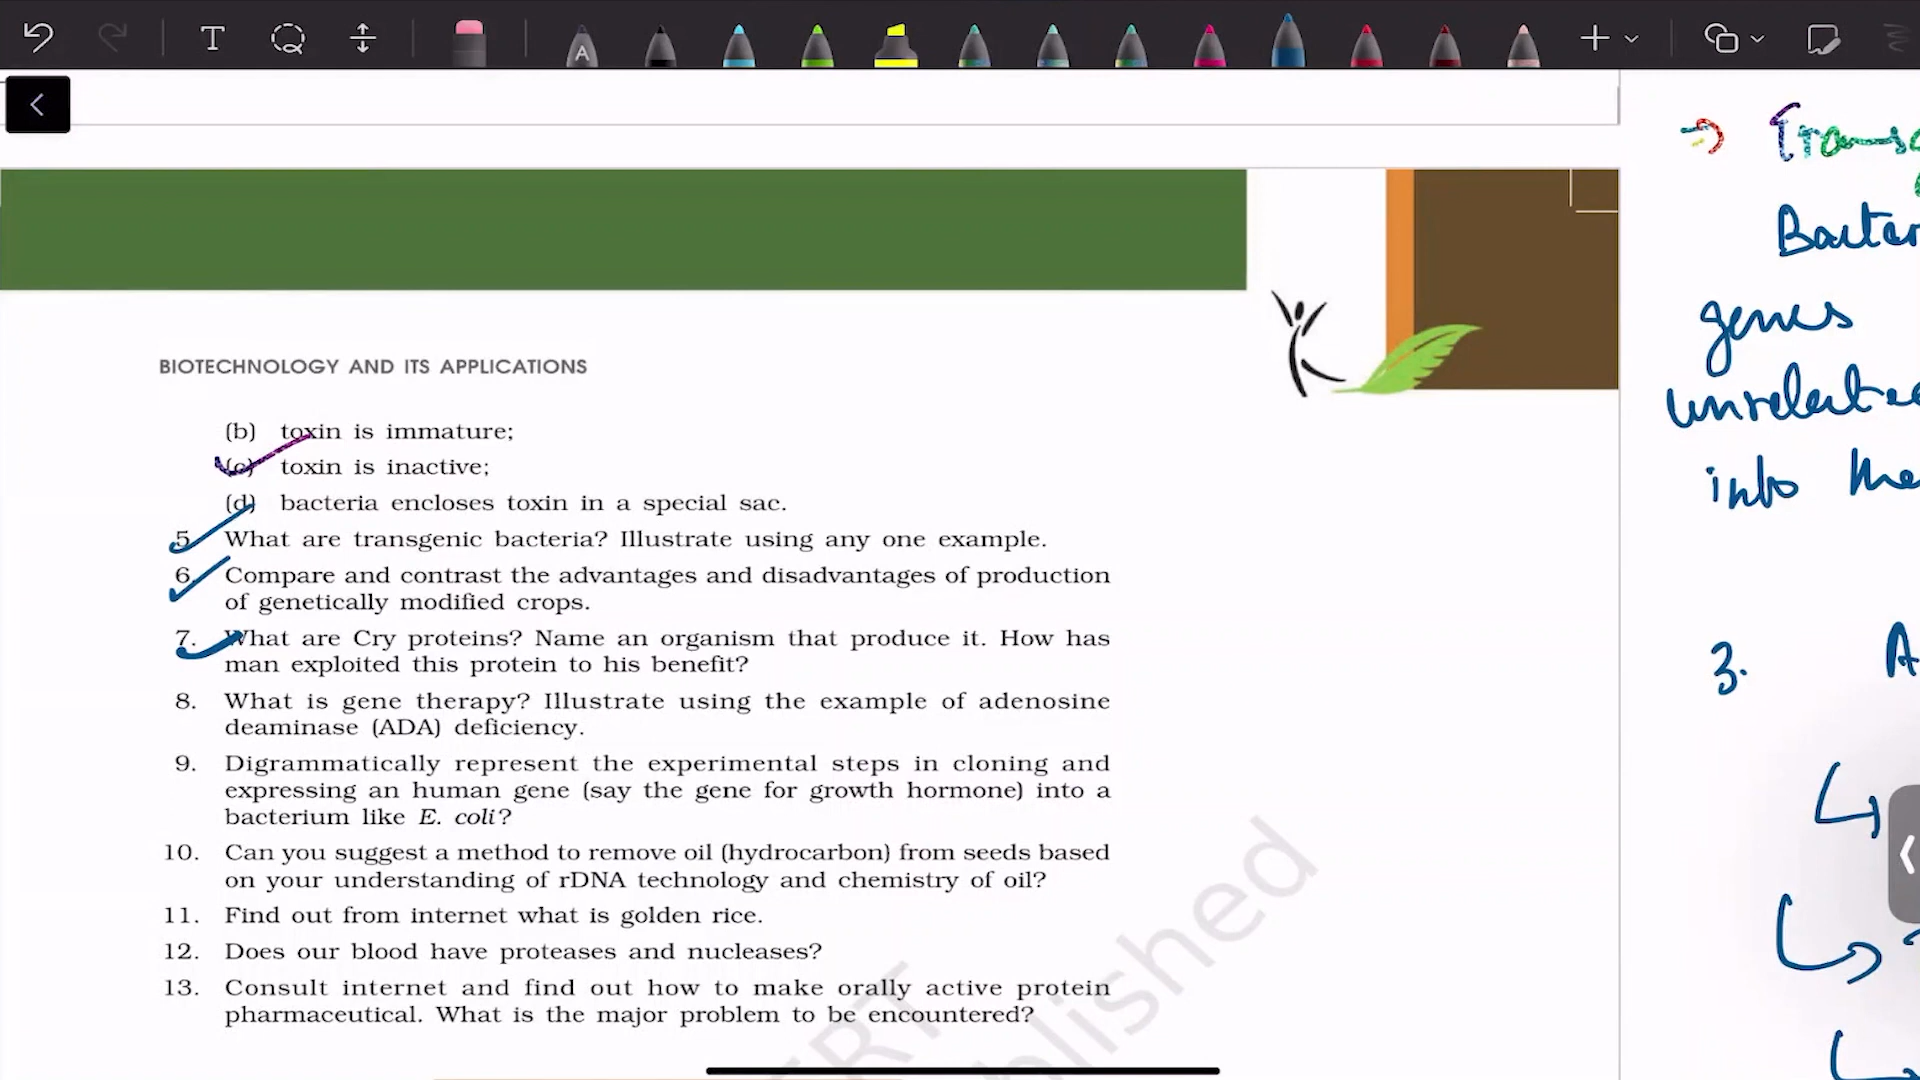 T
A
BIOTECHNOLOGY AND ITS APPLICATIONS
(b) toxin is immature;
(c) toxin is inactive;
(d) bacteria encloses toxin in a special sac.
5. What are transgenic bacteria? Illustrate using any one example.
6. Compare and contrast the advantages and disadvantages of production
of genetically modified crops.
7. What are Cry proteins? Name an organism that produce it. How has
man exploited this protein to his benefit?
8. What is gene therapy? Illustrate using the example of adenosine
deaminase (ADA) deficiency.
9. Digrammatically represent the experimental steps in cloning and
expressing an human gene (say the gene for growth hormone) into a
bacterium like E. coli?
10. Can you suggest a method to remove oil (hydrocarbon) from seeds based
on your understanding of rDNA technology and chemistry of oil?
11. Find out from internet what is golden rice.
12. Does our blood have proteases and nucleases?
13. Consult internet and find out how to make orally active protein
pharmaceutical. What is the major problem to be encountered?
genes
into the
3. A